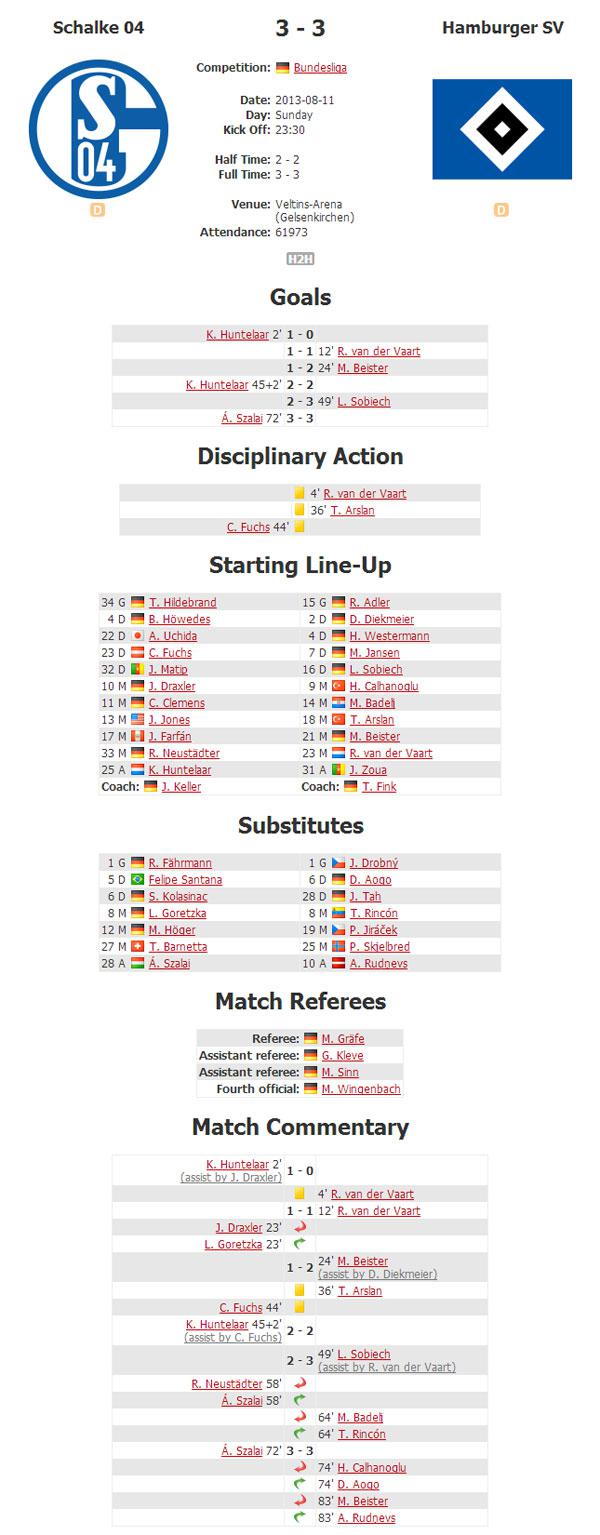 Schalke 04
3 - 3
Hamburger SV
Competition: Bundesliga
Date: 2013-08-11
Day: Sunday
Kick Off: 23:30
Half Time: 2 - 2
Full Time: 3 - 3
Venue: Veltins-Arena
(Gelsenkirchen)
Attendance: 61973
S
04
D
D
H2H
Goals
K. Huntelaar 2' 1 - 0
1 - 1 12' R. van der Vaart
1 - 2 24' M. Beister
K. Huntelaar 45+2' 2 - 2
2 - 3 49' L. Sobiech
Á. Szalai 72' 3 - 3
Disciplinary Action
4' R. van der Vaart
36' T. Arslan
C. Fuchs 44'
Starting Line-Up
34 G T. Hildebrand 15 G R. Adler
4 D B. Höwedes 2 D D. Diekmeier
22 D A. Uchida 4 D H. Westermann
23 D C. Fuchs 7 D M. Jansen
32 D J. Matip 16 D L. Sobiech
10 M J. Draxler 9 M H. Calhanoglu
11 M C. Clemens 14 M M. Badelj
13 M J. Jones 18 M T. Arslan
17 M J. Farfán 21 M M. Beister
33 M R. Neustädter 23 M R. van der Vaart
25 A K. Huntelaar 31 A J. Zoua
Coach: J. Keller Coach: T. Fink
Substitutes
1 G R. Fährmann 1 G J. Drobný
5 D Felipe Santana 6 D D. Aogo
6 D S. Kolasinac 28 D J. Tah
8 M L. Goretzka 8 M T. Rincón
12 M M. Höger 19 M P. Jiráček
27 M T. Barnetta 25 M P. Skjelbred
28 A Á. Szalai 10 A A. Rudnevs
Match Referees
Referee: M. Gräfe
Assistant referee: G. Kleve
Assistant referee: M. Sinn
Fourth official: M. Wingenbach
Match Commentary
K. Huntelaar 2' 1 - 0
(assist by J. Draxler)
4' R. van der Vaart
1 - 1 12' R. van der Vaart
J. Draxler 23'
L. Goretzka 23'
1 - 2 24' M. Beister
(assist by D. Diekmeier)
36' T. Arslan
C. Fuchs 44'
K. Huntelaar 45+2' 2 - 2
(assist by C. Fuchs)
2 - 3 49' L. Sobiech
(assist by R. van der Vaart)
R. Neustädter 58'
Á. Szalai 58'
64' M. Badelj
64' T. Rincón
Á. Szalai 72' 3 - 3
74' H. Calhanoglu
74' D. Aogo
83' M. Beister
83' A. Rudnevs